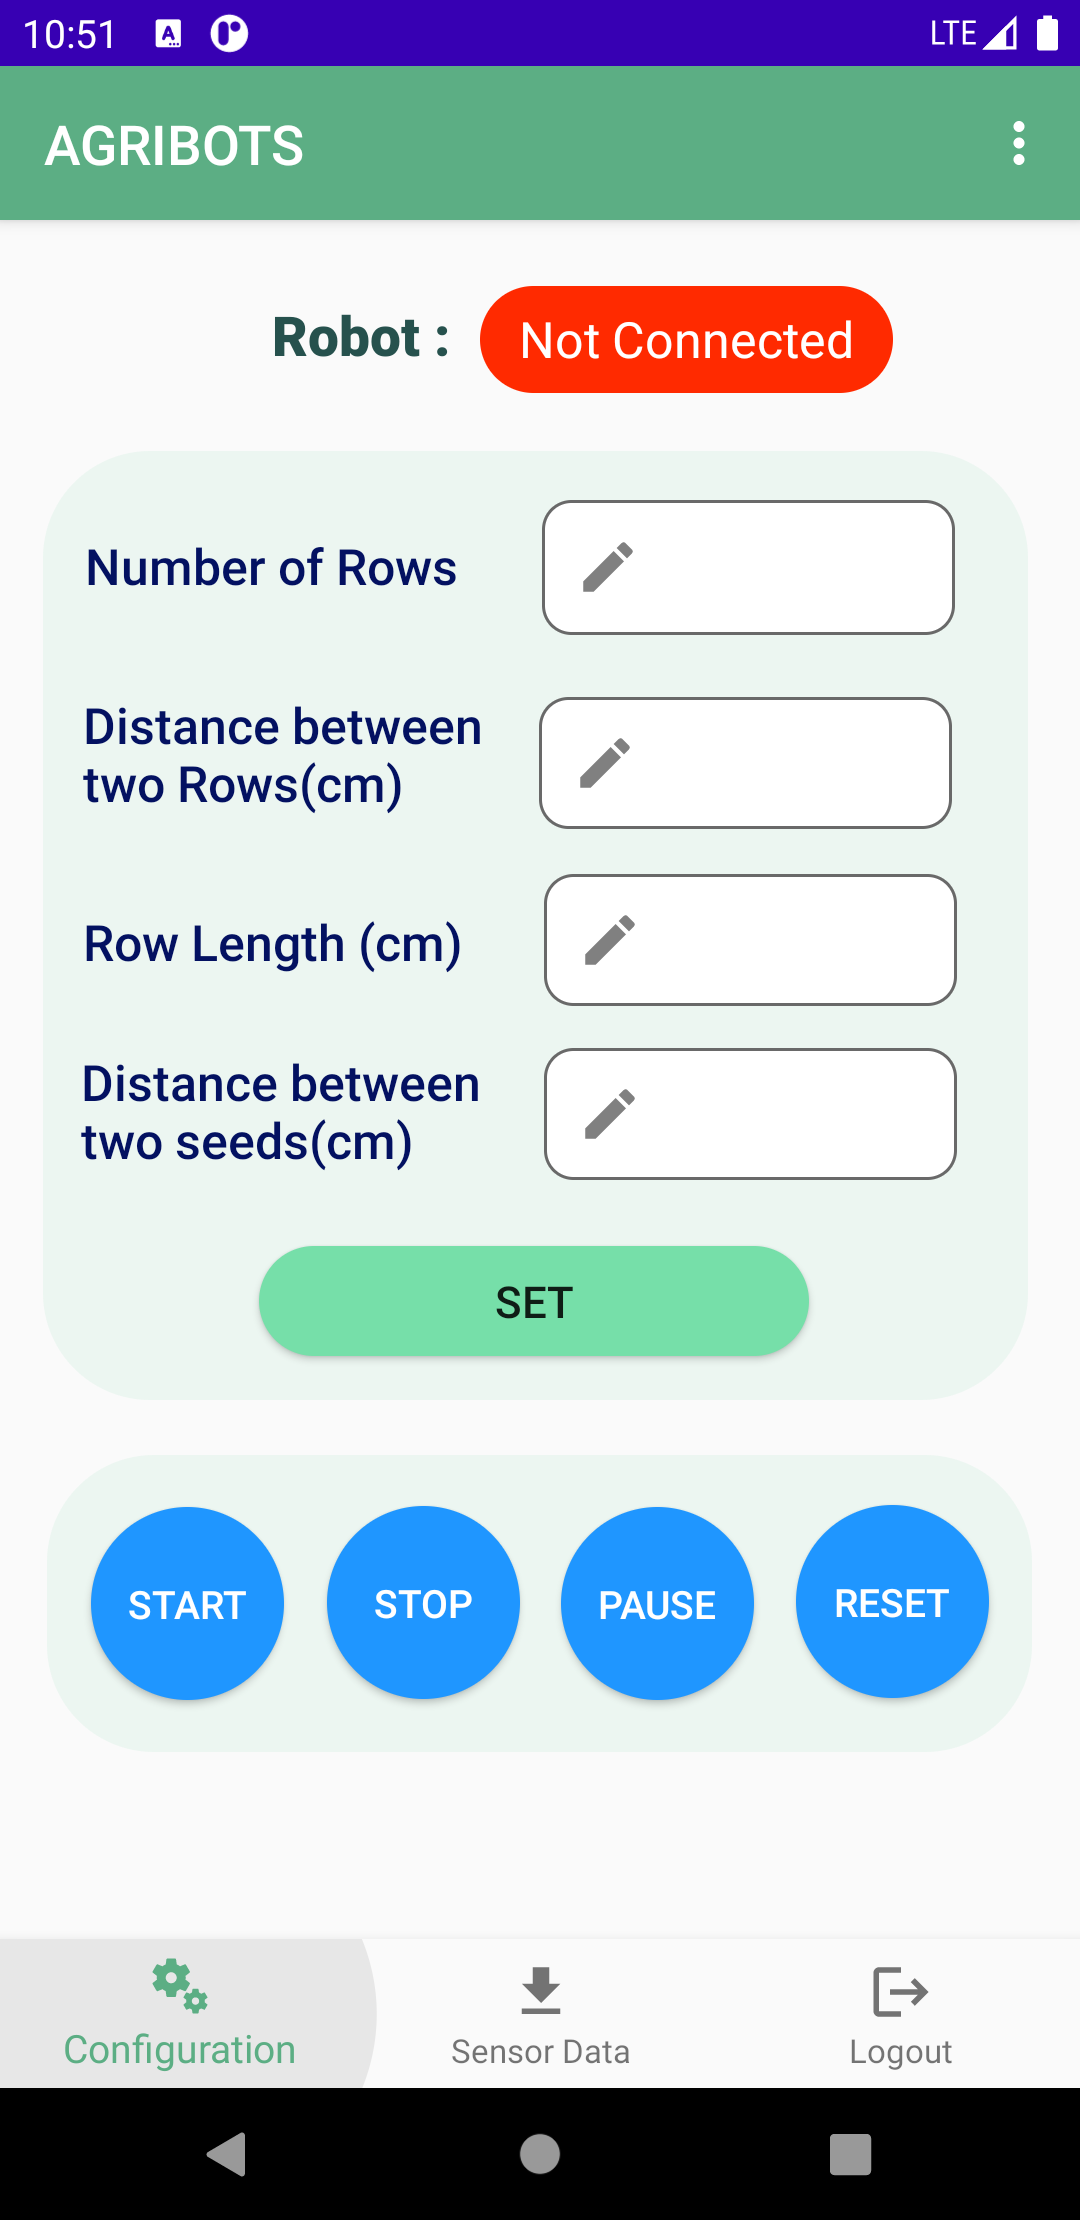 10:51
LTE
AGRIBOTS
Robot : Not Connected
Number of Rows
Distance between
two Rows(cm)
Row Length (cm)
Distance between
two seeds(cm)
SET
START STOP PAUSE RESET
Configuration Sensor Data Logout